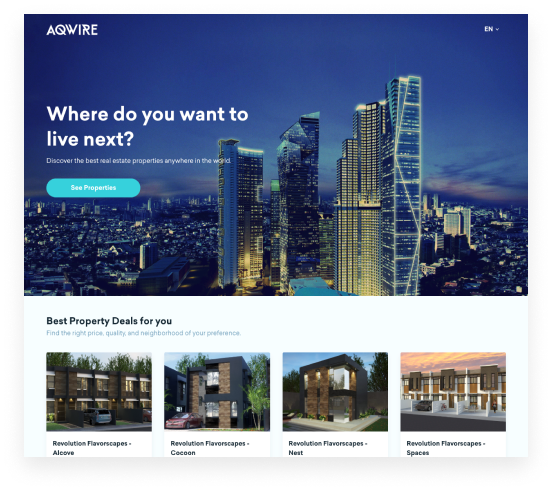 AQWIRE
EN
Where do you want to
live next?
Discover the best real estate properties anywhere in the world.
See Properties
Best Property Deals for you
Find the right price, quality, and neighborhood of your preference.
Revolution Flavorscapes -
Alcove
Revolution Flavorscapes -
Cocoon
Revolution Flavorscapes -
Nest
Revolution Flavorscapes -
Spaces